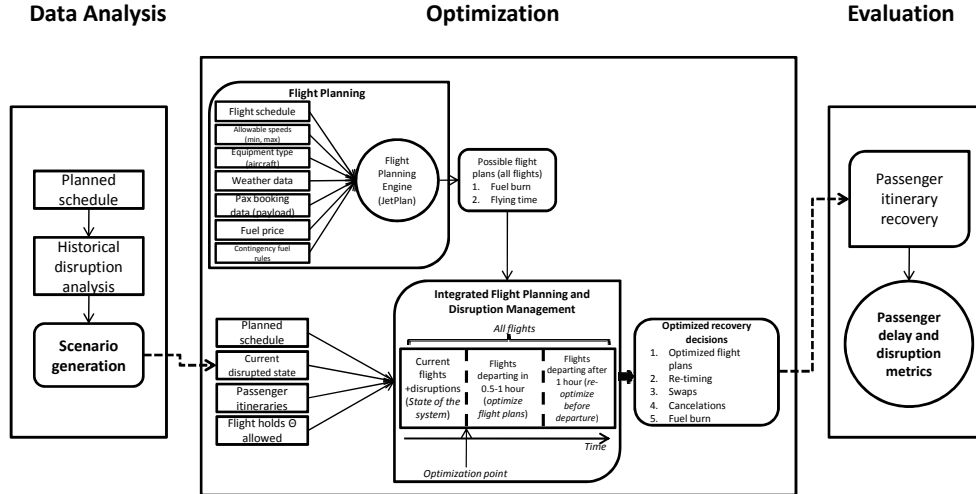 Data Analysis
Optimization
Evaluation
Planned
schedule
Historical
disruption
analysis
Scenario
generation
Flight Planning
Flight schedule
Allowable speeds
(min, max)
Equipment type
(aircraft)
Weather data
Pax booking
data (payload)
Fuel price
Contingency fuel
rules
Flight
Planning
Engine
(JetPlan)
Possible flight
plans (all flights)
1. Fuel burn
2. Flying time
Planned
schedule
Current
disrupted state
Passenger
itineraries
Flight holds Θ
allowed
Integrated Flight Planning and
Disruption Management
All flights
Current
flights
+disruptions
(State of the
system)
Flights
departing in
0.5-1 hour
(optimize
flight plans)
Flights
departing after
1 hour (re-
optimize
before
departure)
Time
Optimization point
Optimized recovery
decisions
1. Optimized flight
plans
2. Re-timing
3. Swaps
4. Cancelations
5. Fuel burn
Passenger
itinerary
recovery
Passenger
delay and
disruption
metrics